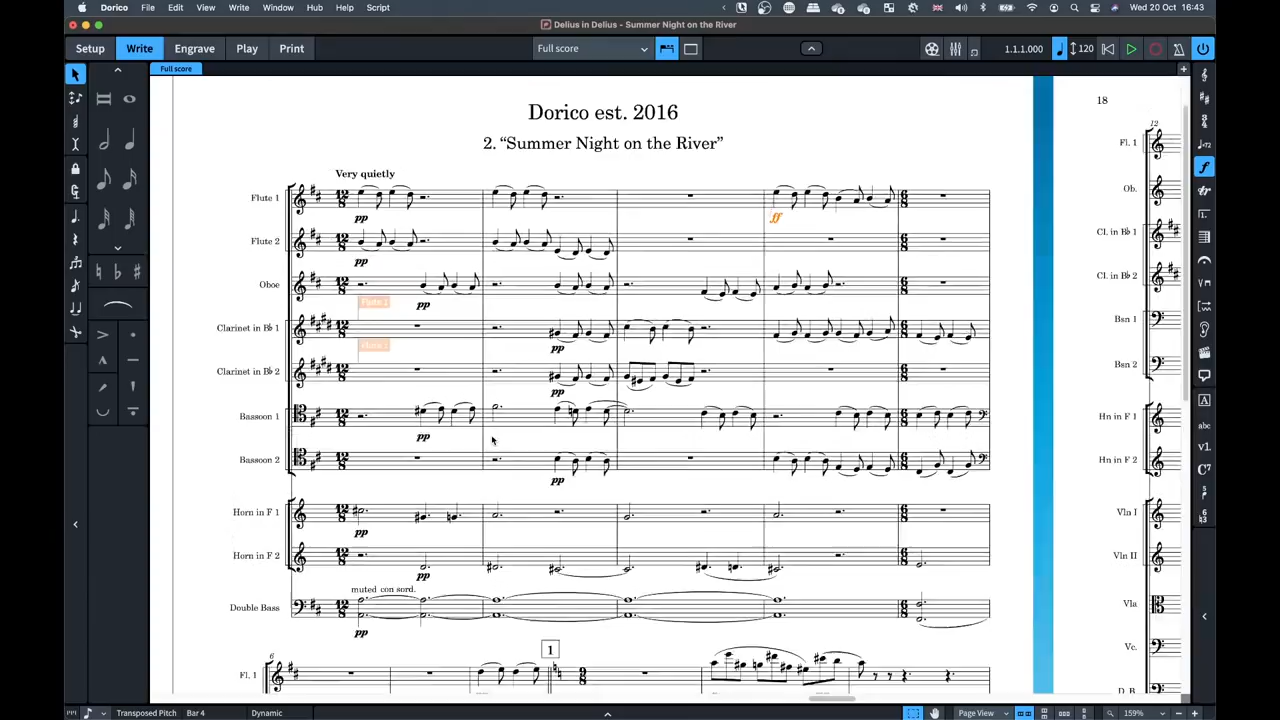 Dorico File Edit View Write Window Hub Help Script Wed 20 Oct 16:43
Delius in Delius - Summer Night on the River
Setup Write Engrave Play Print Full score 1.1.1.000 120
Full score
Dorico est. 2016
2. “Summer Night on the River”
Very quietly
18
12
Flute 1
pp
ff
Flute 2
pp
Oboe
pp
Flute 2
Clarinet in B♭ 1
pp
Clarinet in B♭ 2
pp
Bassoon 1
pp
Bassoon 2
pp
Horn in F 1
pp
Horn in F 2
pp
muted con sord.
Double Bass
pp
1
6
Fl. 1
Fl. 1
Ob.
Cl. in B♭ 1
Cl. in B♭ 2
Bsn 1
Bsn 2
Hn in F 1
Hn in F 2
Vln I
Vln II
Vla
Vc.
D. B.
Transposed Pitch Bar 4 Dynamic Page View 159%